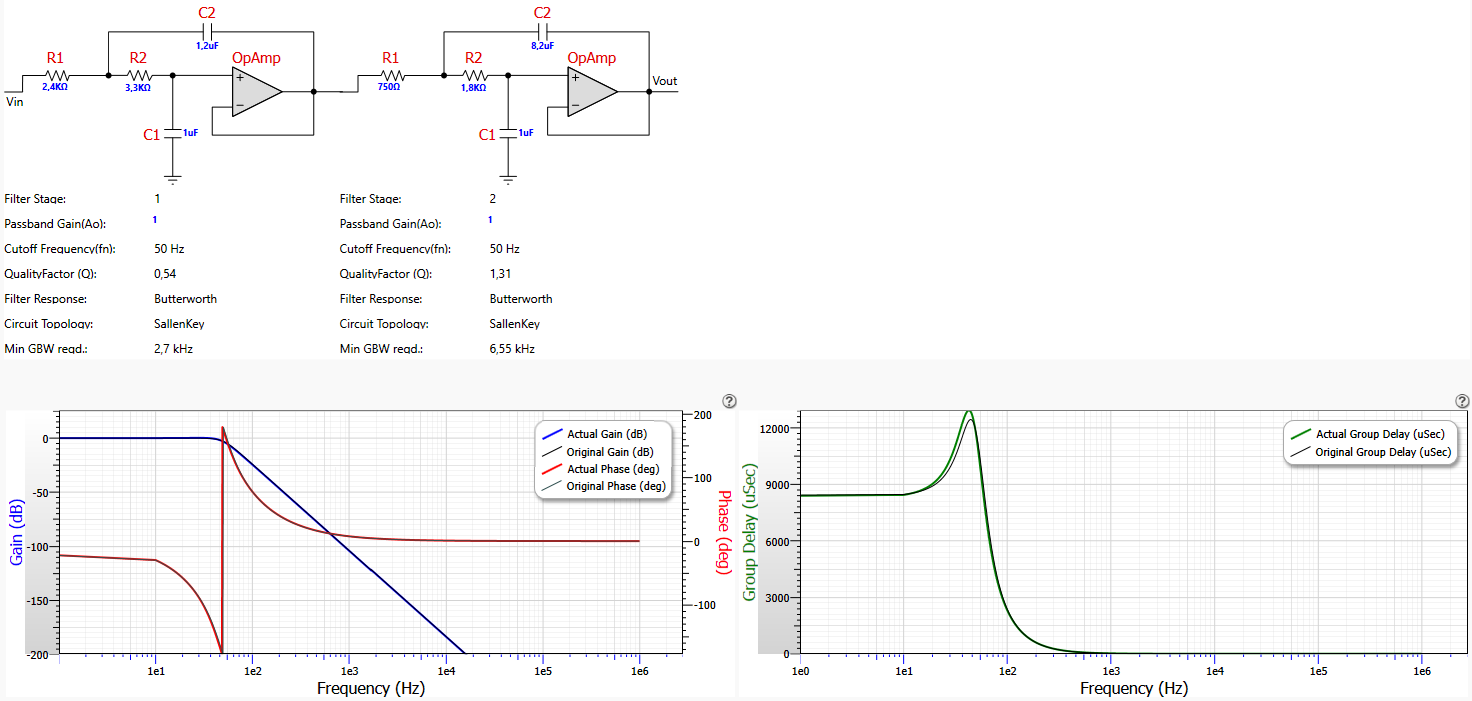 C2
C2
1,2uF
8,2uF
R1
R2
OpAmp
R1
R2
OpAmp
2,4KΩ
3,3KΩ
750Ω
1,8KΩ
+
−
+
−
Vin
Vout
C1
1uF
C1
1uF
Filter Stage: 1
Filter Stage: 2
Passband Gain(Ao): 1
Passband Gain(Ao): 1
Cutoff Frequency(fn): 50 Hz
Cutoff Frequency(fn): 50 Hz
QualityFactor (Q): 0,54
QualityFactor (Q): 1,31
Filter Response: Butterworth
Filter Response: Butterworth
Circuit Topology: SallenKey
Circuit Topology: SallenKey
Min GBW reqd.: 2,7 kHz
Min GBW reqd.: 6,55 kHz
?
Gain (dB)
0
-50
-100
-150
-200
Actual Gain (dB)
Original Gain (dB)
Actual Phase (deg)
Original Phase (deg)
200
100
0
-100
Phase (deg)
1e1 1e2 1e3 1e4 1e5 1e6
Frequency (Hz)
?
Group Delay (uSec)
12000
9000
6000
3000
0
Actual Group Delay (uSec)
Original Group Delay (uSec)
1e0 1e1 1e2 1e3 1e4 1e5 1e6
Frequency (Hz)